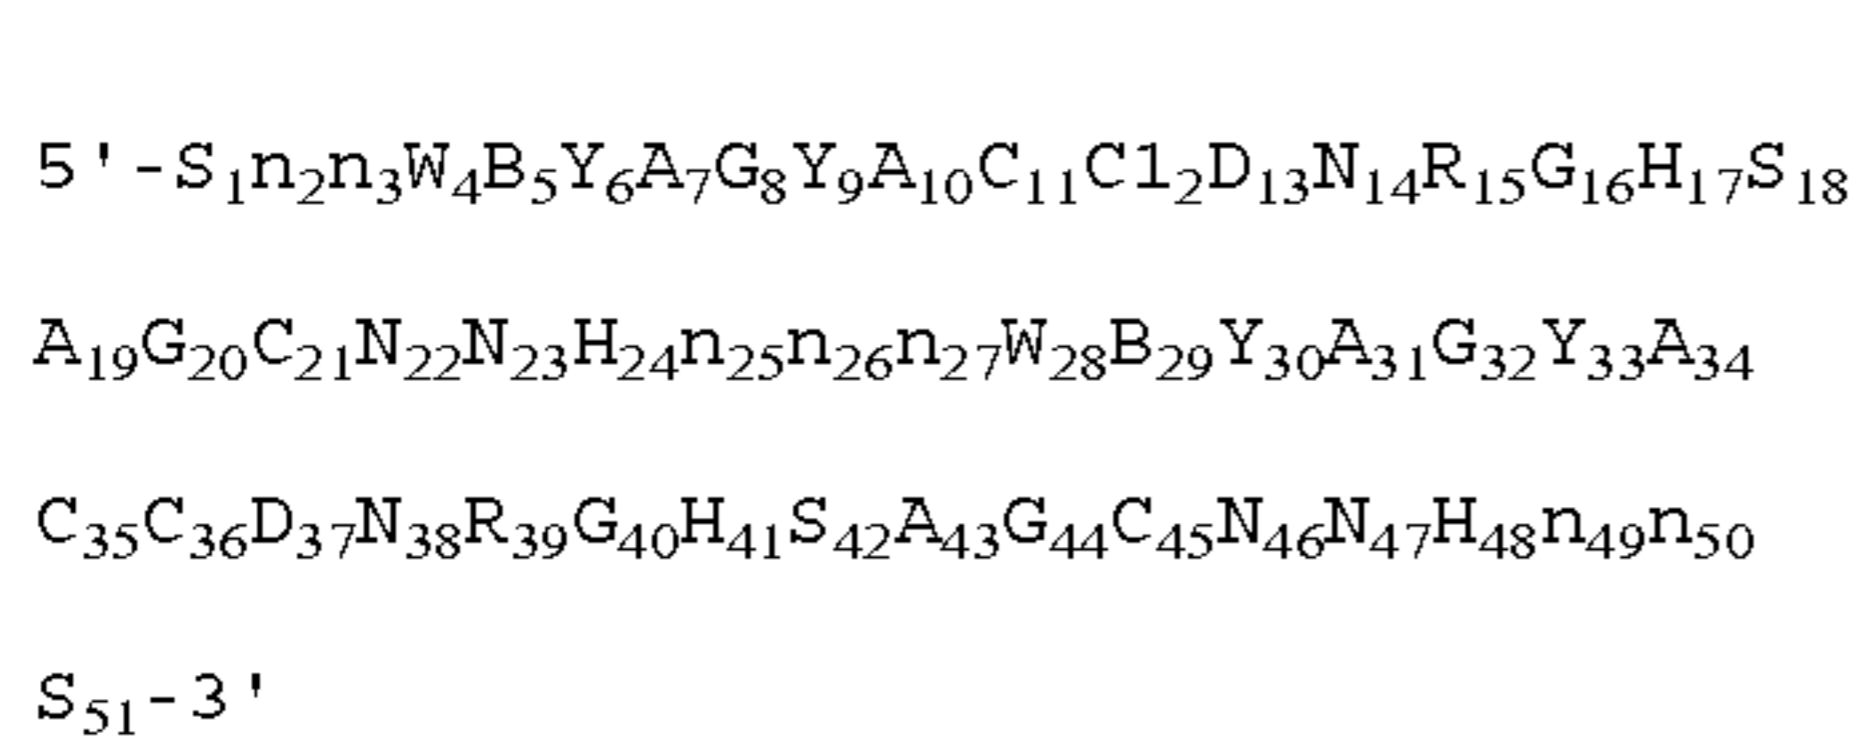 5'-S₁n₂n₃W₄B₅Y₆A₇G₈Y₉A₁₀C₁₁C1₂D₁₃N₁₄R₁₅G₁₆H₁₇S₁₈
A₁₉G₂₀C₂₁N₂₂N₂₃H₂₄n₂₅n₂₆n₂₇W₂₈B₂₉Y₃₀A₃₁G₃₂Y₃₃A₃₄
C₃₅C₃₆D₃₇N₃₈R₃₉G₄₀H₄₁S₄₂A₄₃G₄₄C₄₅N₄₆N₄₇H₄₈n₄₉n₅₀
S₅₁-3'